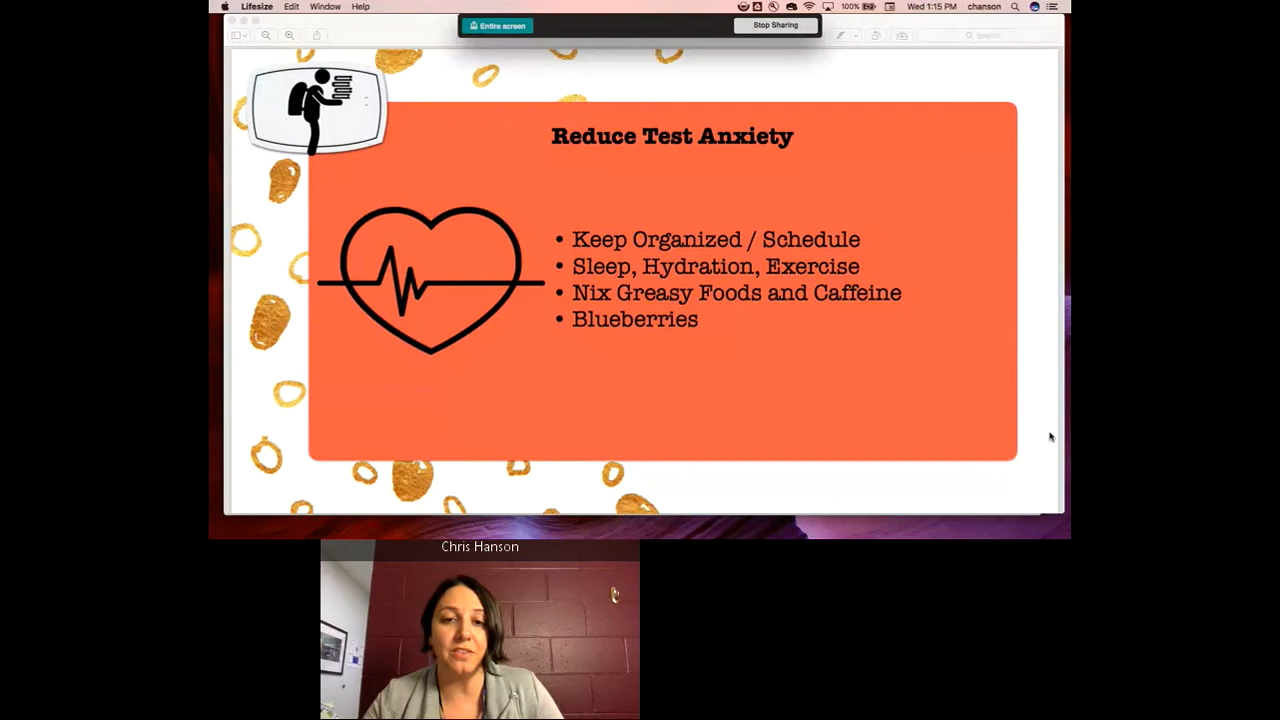 Lifesize Edit Window Help
100% Wed 1:15 PM chanson
Entire screen
Stop Sharing
Search
Reduce Test Anxiety
• Keep Organized / Schedule
• Sleep, Hydration, Exercise
• Nix Greasy Foods and Caffeine
• Blueberries
Chris Hanson